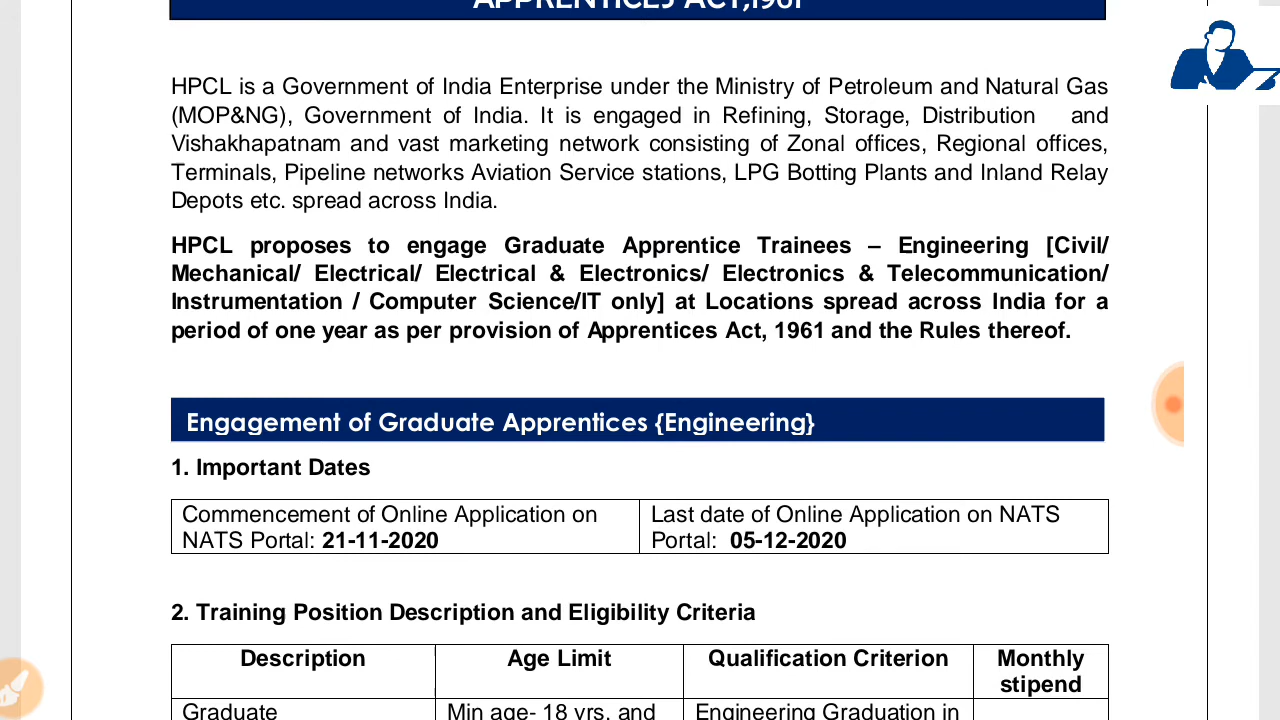 APPRENTICES ACT,1961
HPCL is a Government of India Enterprise under the Ministry of Petroleum and Natural Gas
(MOP&NG), Government of India. It is engaged in Refining, Storage, Distribution and
Vishakhapatnam and vast marketing network consisting of Zonal offices, Regional offices,
Terminals, Pipeline networks Aviation Service stations, LPG Botting Plants and Inland Relay
Depots etc. spread across India.
HPCL proposes to engage Graduate Apprentice Trainees – Engineering [Civil/
Mechanical/ Electrical/ Electrical & Electronics/ Electronics & Telecommunication/
Instrumentation / Computer Science/IT only] at Locations spread across India for a
period of one year as per provision of Apprentices Act, 1961 and the Rules thereof.
Engagement of Graduate Apprentices {Engineering}
1. Important Dates
Commencement of Online Application on
NATS Portal: 21-11-2020
Last date of Online Application on NATS
Portal: 05-12-2020
2. Training Position Description and Eligibility Criteria
Description
Age Limit
Qualification Criterion
Monthly
stipend
Graduate
Min age- 18 yrs. and
Engineering Graduation in